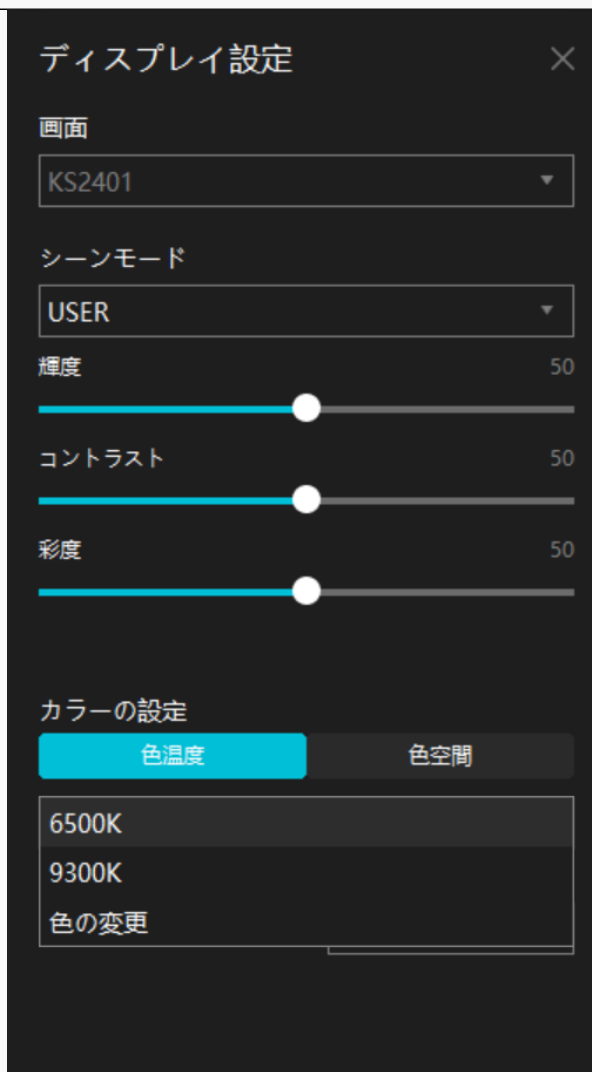 ディスプレイ設定
画面
KS2401
シーンモード
USER
輝度 50
コントラスト 50
彩度 50
カラーの設定
色温度 色空間
6500K
9300K
色の変更